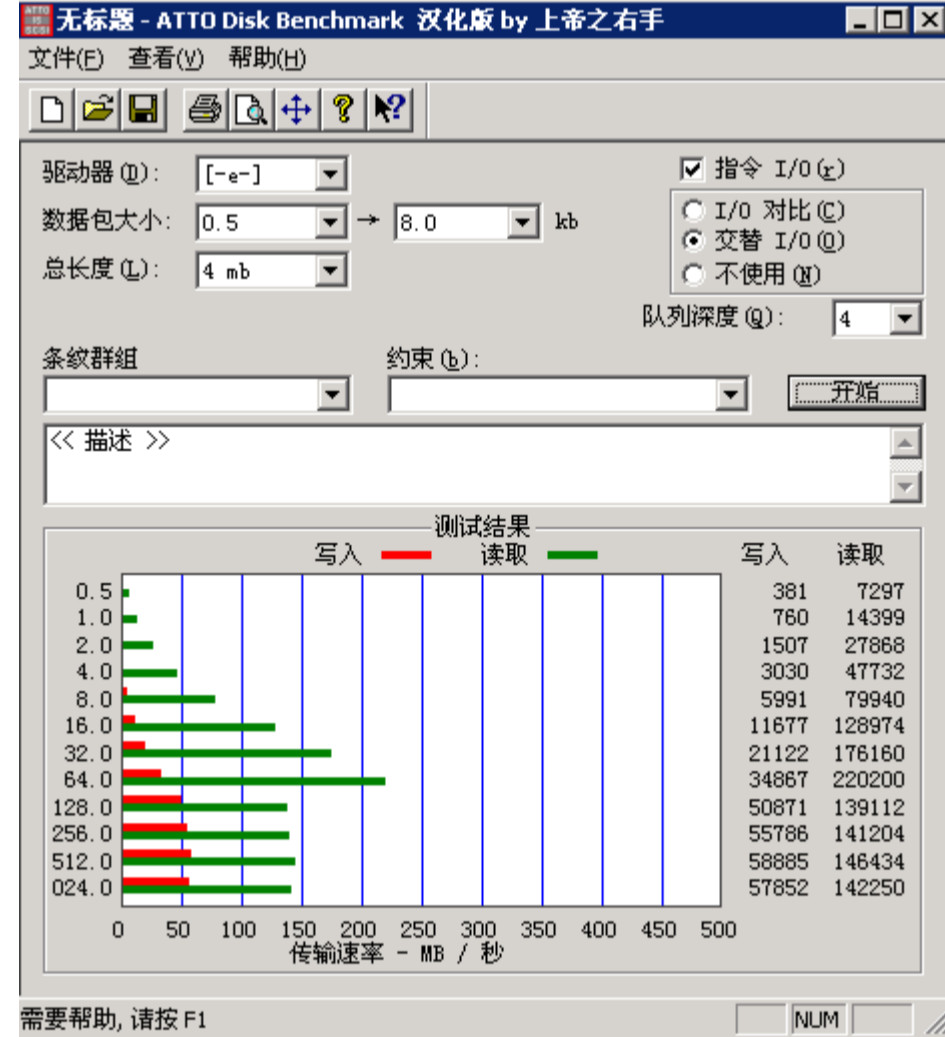 无标题 - ATTO Disk Benchmark 汉化版 by 上帝之右手
文件(F) 查看(V) 帮助(H)
驱动器(D): [-e-] 指令 I/O(r)
数据包大小: 0.5 → 8.0 kb I/O 对比(C)
交替 I/O(O)
总长度(L): 4 mb 不使用(N)
队列深度(Q): 4
条纹群组 约束(b):
开始
<< 描述 >>
测试结果
写入 读取 写入 读取
0.5 381 7297
1.0 760 14399
2.0 1507 27868
4.0 3030 47732
8.0 5991 79940
16.0 11677 128974
32.0 21122 176160
64.0 34867 220200
128.0 50871 139112
256.0 55786 141204
512.0 58885 146434
024.0 57852 142250
0 50 100 150 200 250 300 350 400 450 500
传输速率 - MB / 秒
需要帮助, 请按 F1 NUM